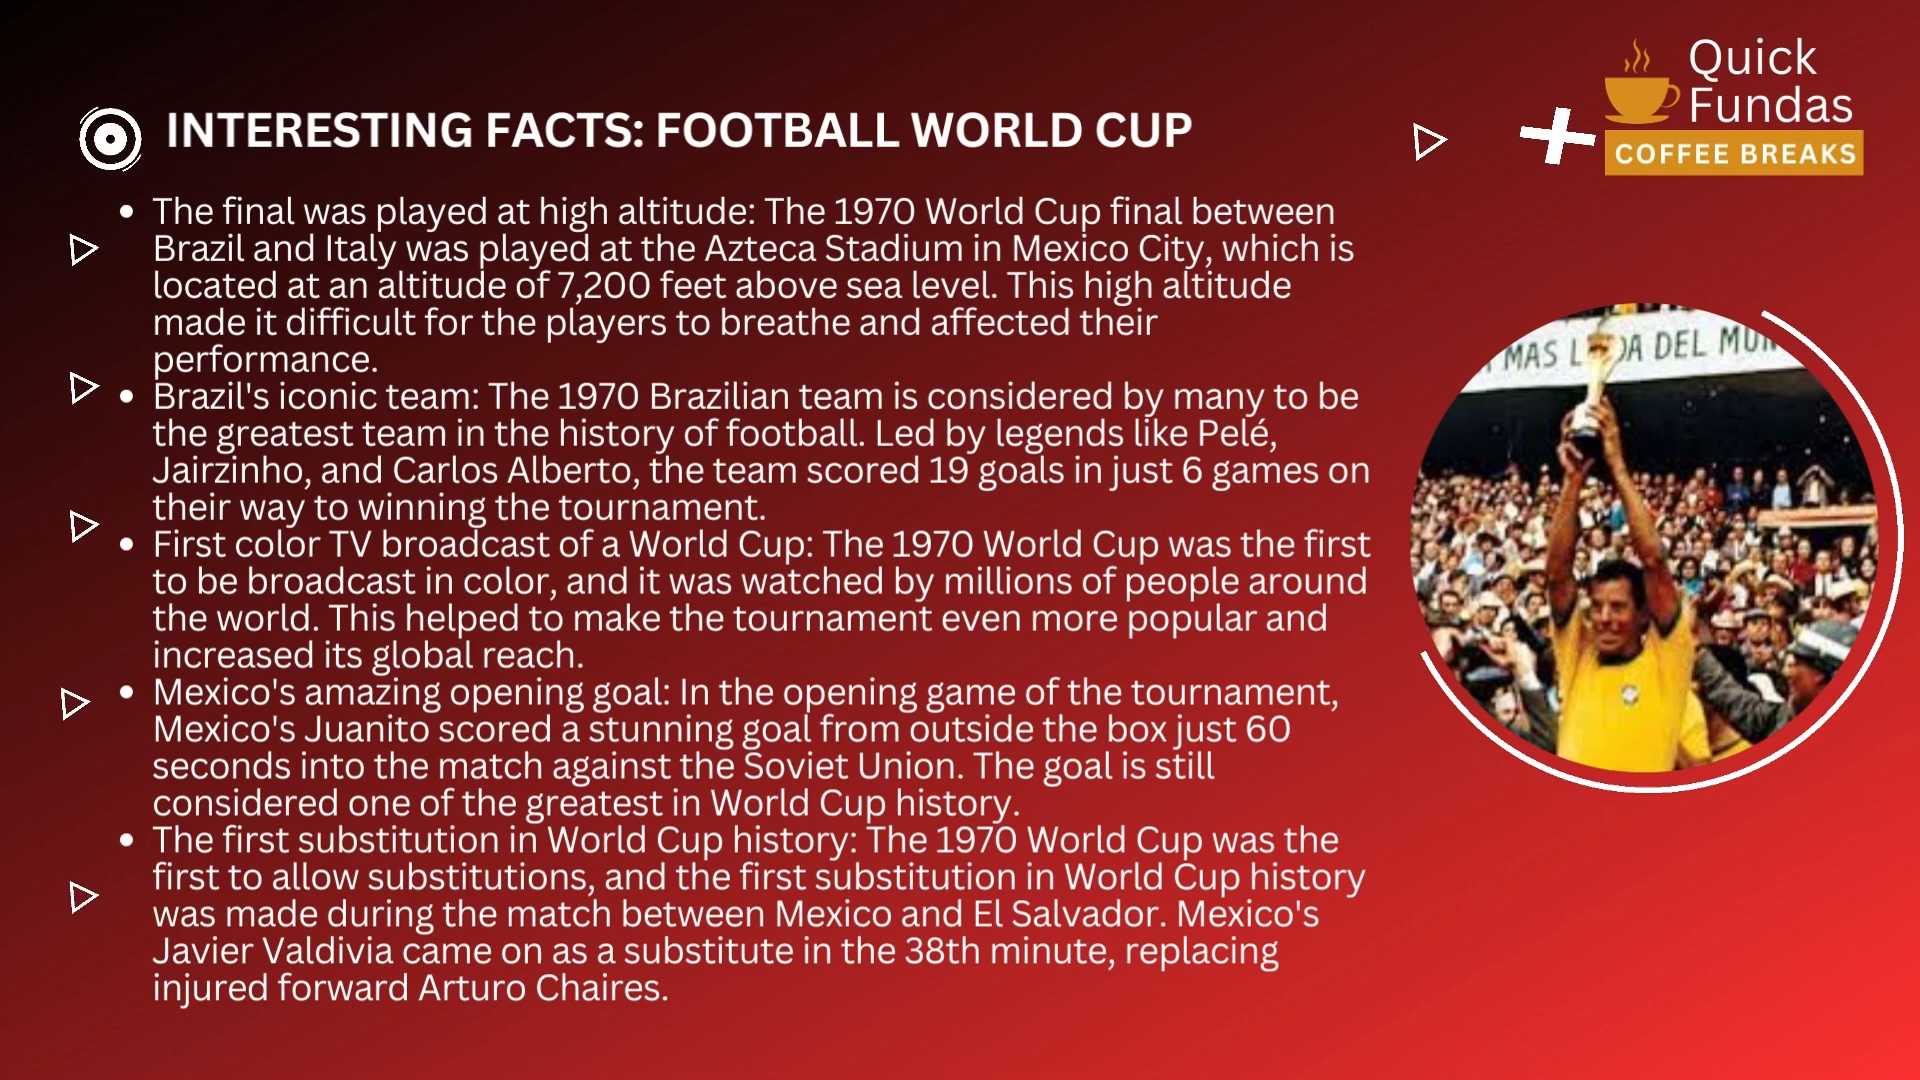 Quick
Fundas
COFFEE BREAKS
INTERESTING FACTS: FOOTBALL WORLD CUP
• The final was played at high altitude: The 1970 World Cup final between
Brazil and Italy was played at the Azteca Stadium in Mexico City, which is
located at an altitude of 7,200 feet above sea level. This high altitude
made it difficult for the players to breathe and affected their
performance.
• Brazil's iconic team: The 1970 Brazilian team is considered by many to be
the greatest team in the history of football. Led by legends like Pelé,
Jairzinho, and Carlos Alberto, the team scored 19 goals in just 6 games on
their way to winning the tournament.
• First color TV broadcast of a World Cup: The 1970 World Cup was the first
to be broadcast in color, and it was watched by millions of people around
the world. This helped to make the tournament even more popular and
increased its global reach.
• Mexico's amazing opening goal: In the opening game of the tournament,
Mexico's Juanito scored a stunning goal from outside the box just 60
seconds into the match against the Soviet Union. The goal is still
considered one of the greatest in World Cup history.
• The first substitution in World Cup history: The 1970 World Cup was the
first to allow substitutions, and the first substitution in World Cup history
was made during the match between Mexico and El Salvador. Mexico's
Javier Valdivia came on as a substitute in the 38th minute, replacing
injured forward Arturo Chaires.
MAS DEL